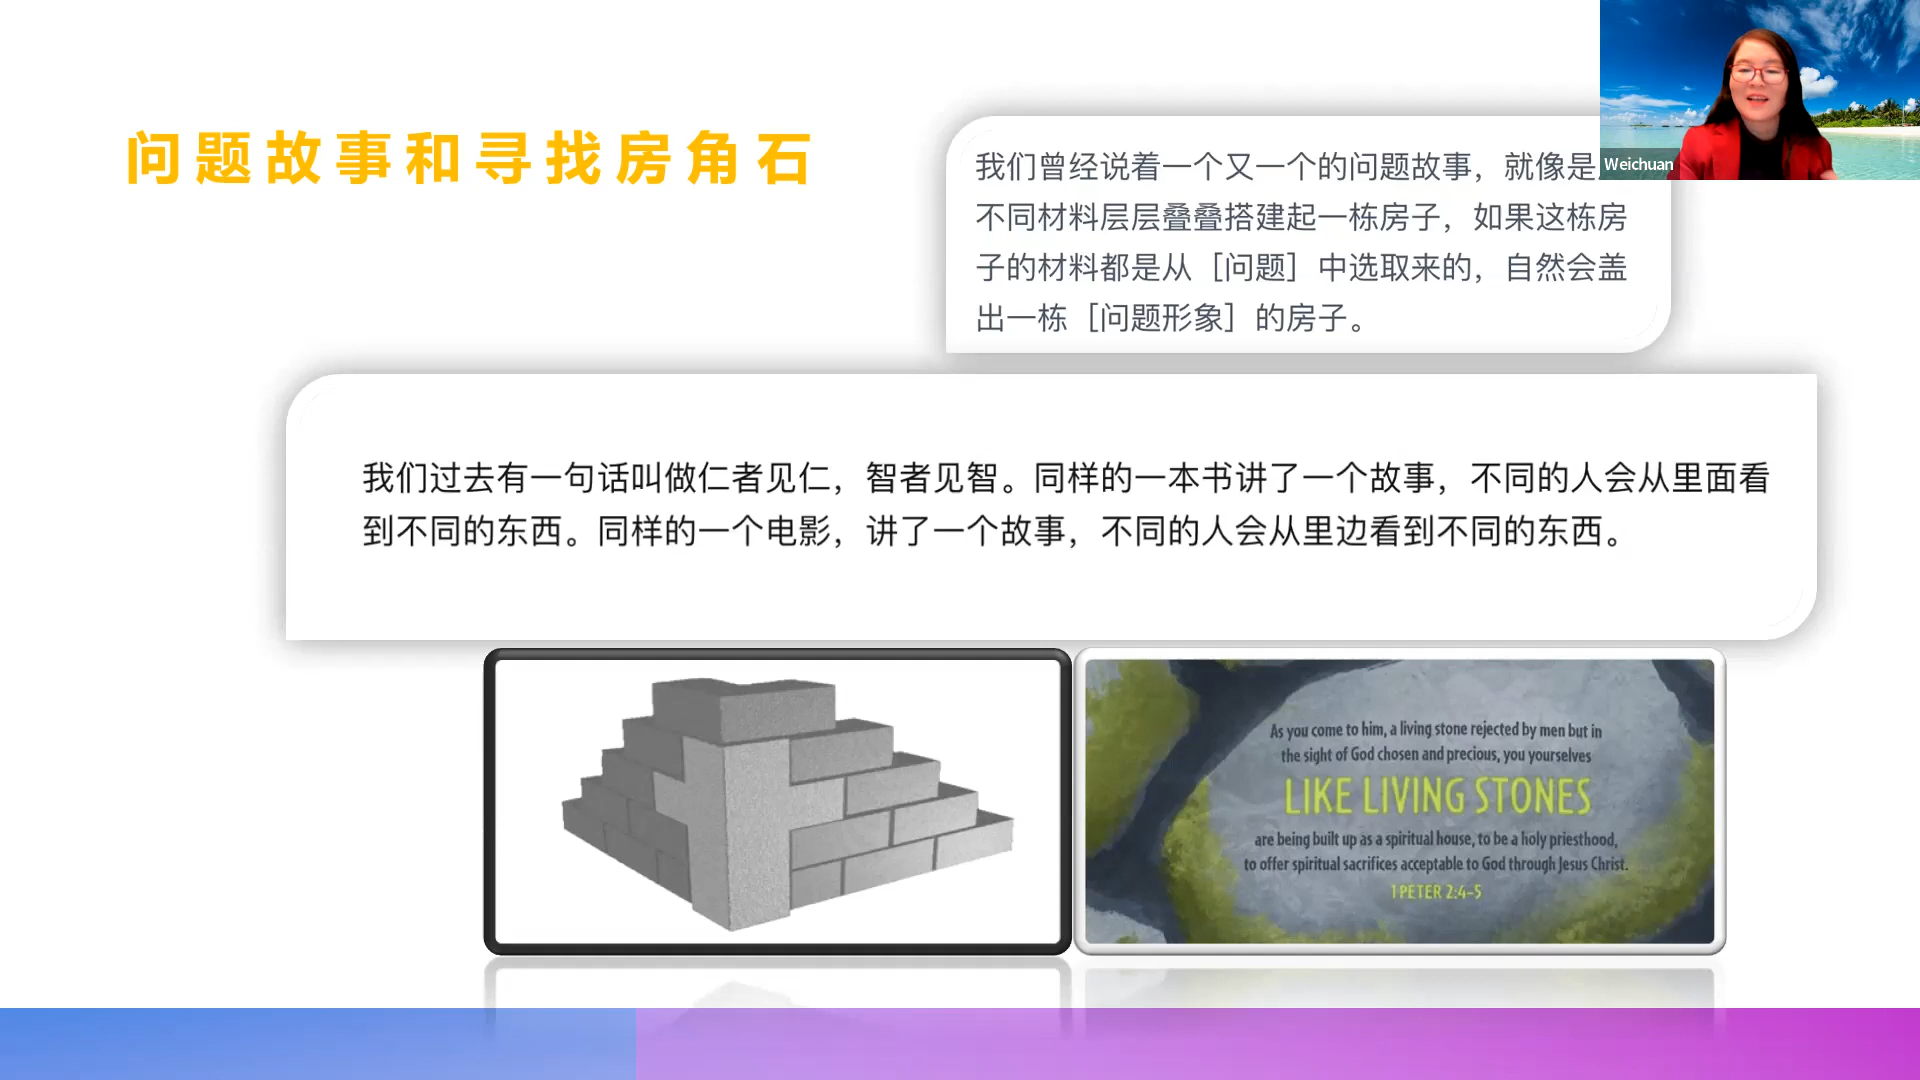 问题故事和寻找房角石
Weichuan
我们曾经说着一个又一个的问题故事，就像是
不同材料层层叠叠搭建起一栋房子，如果这栋房
子的材料都是从［问题］中选取来的，自然会盖
出一栋［问题形象］的房子。
我们过去有一句话叫做仁者见仁，智者见智。同样的一本书讲了一个故事，不同的人会从里面看
到不同的东西。同样的一个电影，讲了一个故事，不同的人会从里边看到不同的东西。
As you come to him, a living stone rejected by men but in
the sight of God chosen and precious, you yourselves
LIKE LIVING STONES
are being built up as a spiritual house, to be a holy priesthood,
to offer spiritual sacrifices acceptable to God through Jesus Christ.
1 PETER 2:4-5